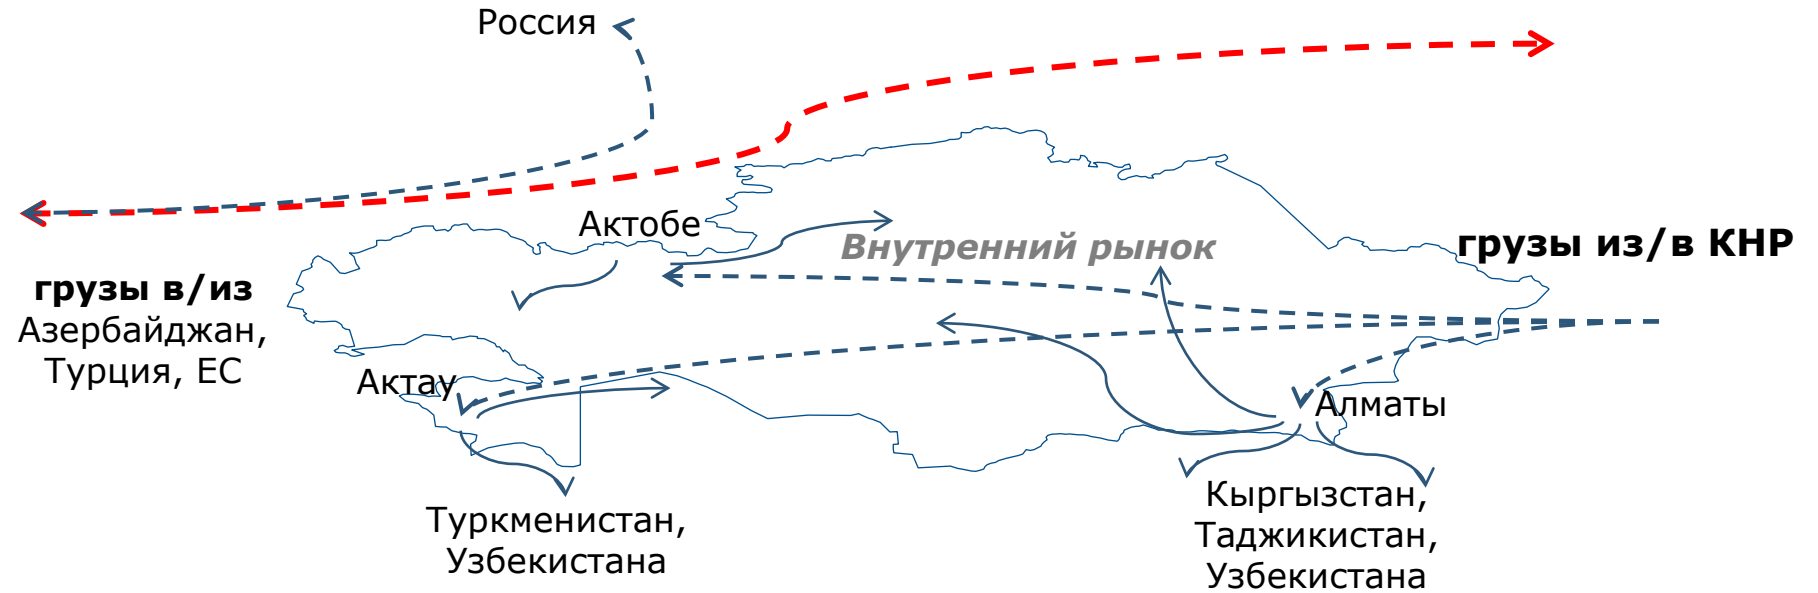 Россия
Актобе
Внутренний рынок
грузы из/в КНР
грузы в/из
Азербайджан,
Турция, ЕС
Актау
Алматы
Туркменистан,
Узбекистана
Кыргызстан,
Таджикистан,
Узбекистана